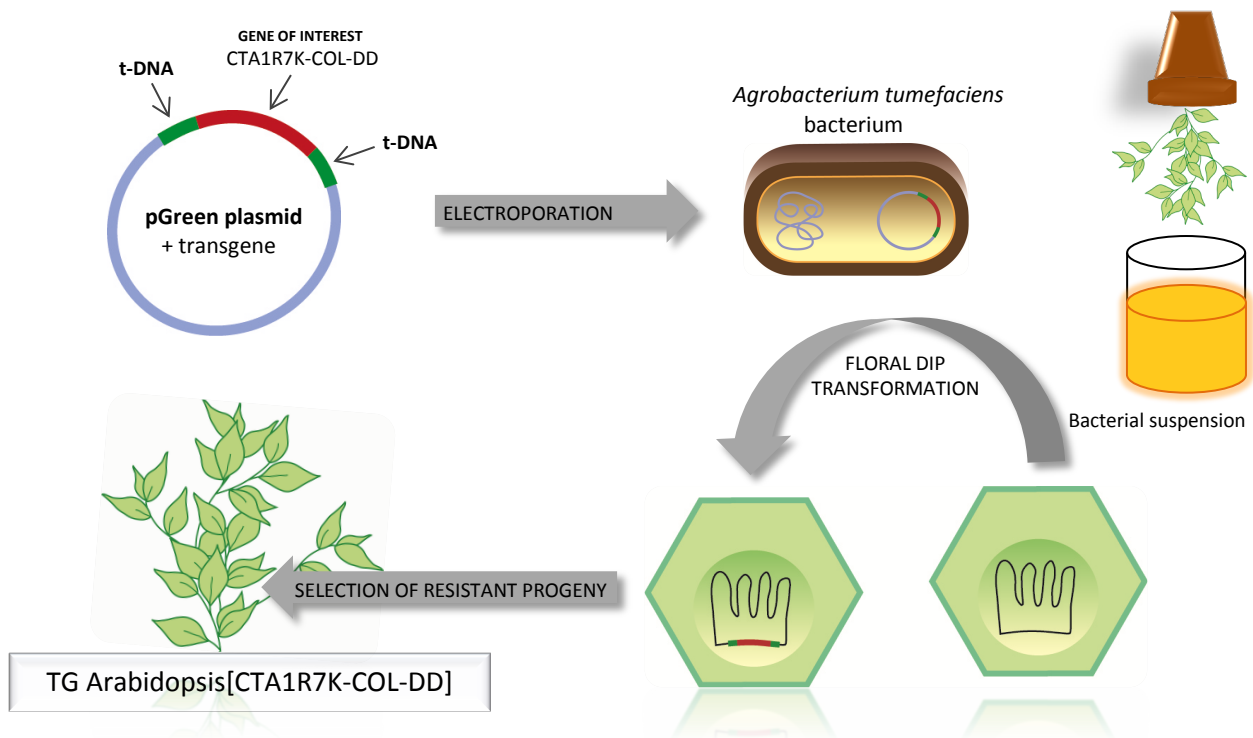 GENE OF INTEREST
CTA1R7K-COL-DD
t-DNA
t-DNA
pGreen plasmid
+ transgene
ELECTROPORATION
Agrobacterium tumefaciens
bacterium
FLORAL DIP
TRANSFORMATION
Bacterial suspension
SELECTION OF RESISTANT PROGENY
TG Arabidopsis[CTA1R7K-COL-DD]